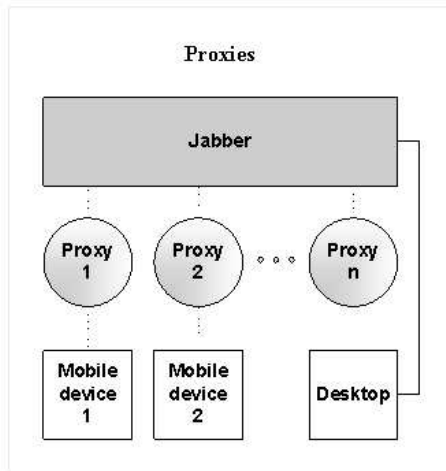 Proxies
Jabber
Proxy
1
Proxy
2
Proxy
n
Mobile
device
1
Mobile
device
2
Desktop